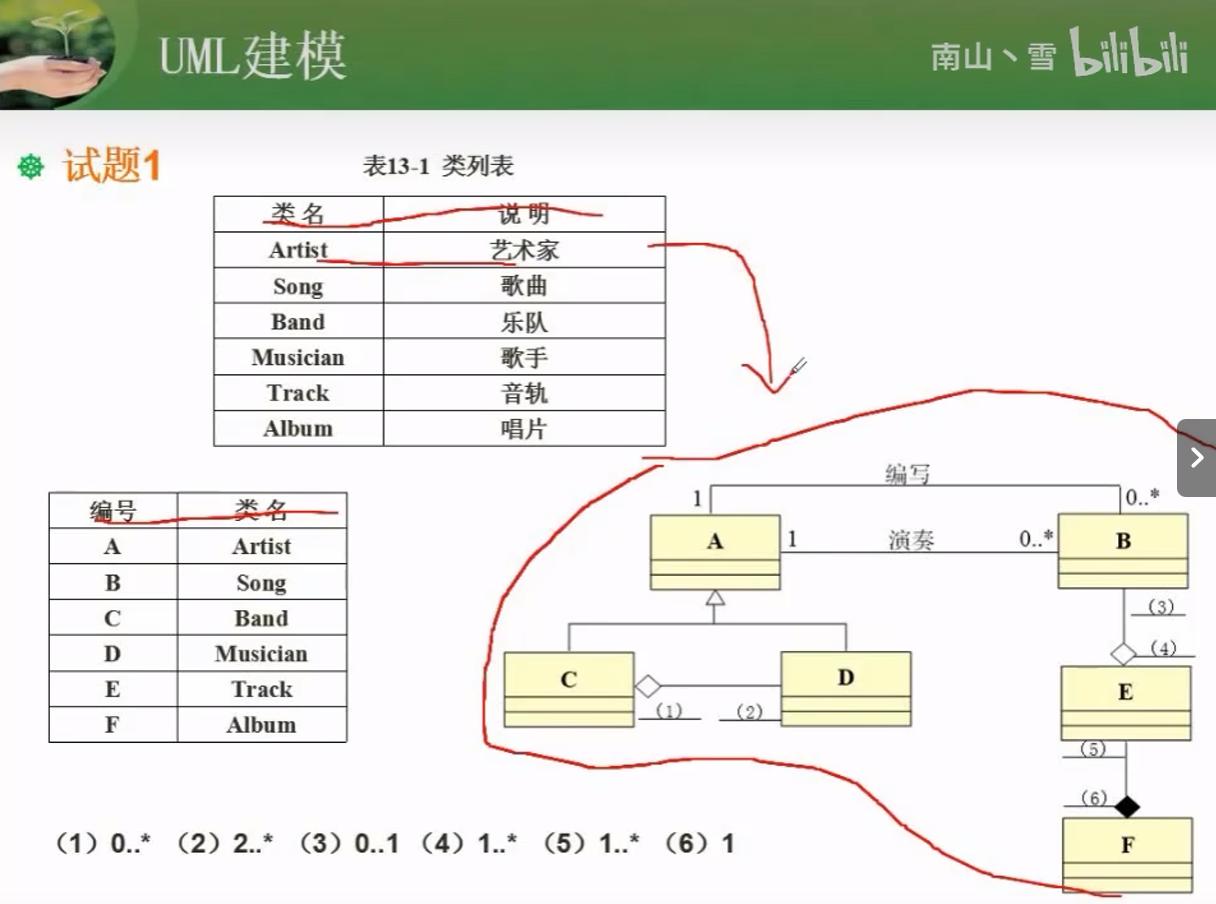 UML建模
南山丶雪 bilibili
试题1
表13-1 类列表
类名 说明
Artist 艺术家
Song 歌曲
Band 乐队
Musician 歌手
Track 音轨
Album 唱片
编号 类名
A Artist
B Song
C Band
D Musician
E Track
F Album
编写
1 0..*
A 1 演奏 0..* B
(3)
(4)
C D E
(1) (2)
(5)
(6)
F
(1) 0..* (2) 2..* (3) 0..1 (4) 1..* (5) 1..* (6) 1